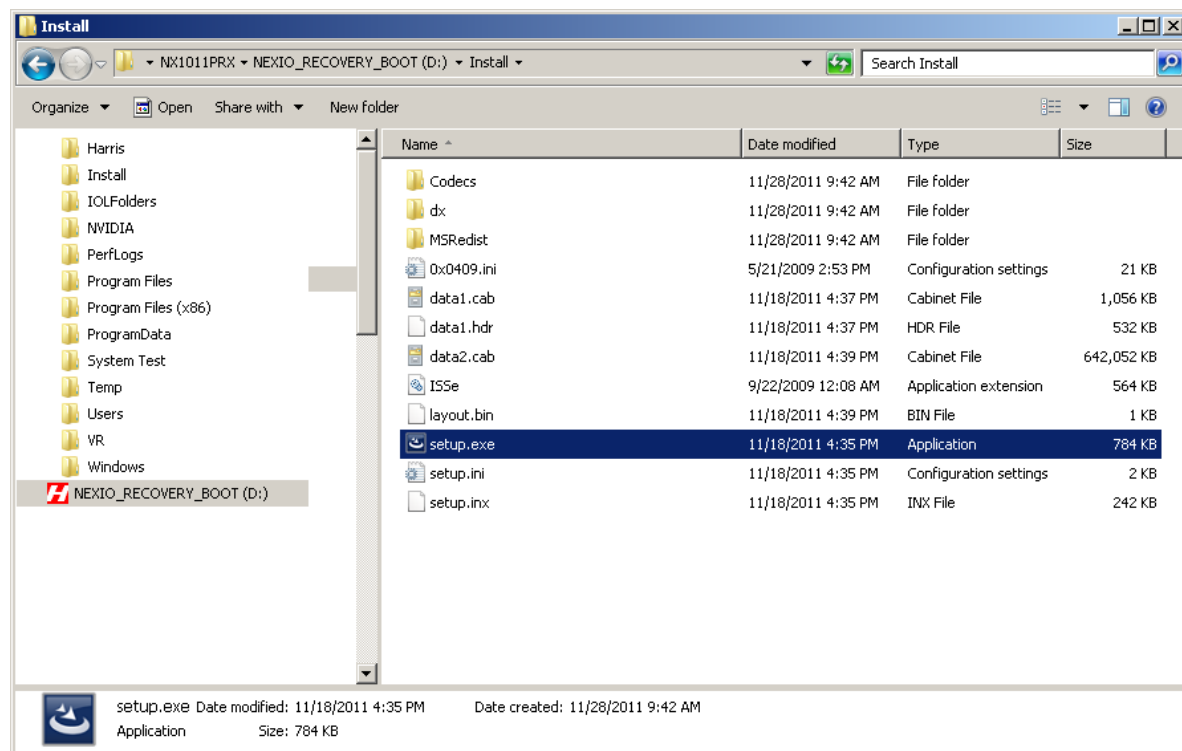 Install
NX1011PRX NEXIO_RECOVERY_BOOT (D:) Install Search Install
Organize Open Share with New folder
Harris
Install
IOLFolders
NVIDIA
PerfLogs
Program Files
Program Files (x86)
ProgramData
System Test
Temp
Users
VR
Windows
NEXIO_RECOVERY_BOOT (D:)
Name Date modified Type Size
Codecs 11/28/2011 9:42 AM File folder
dx 11/28/2011 9:42 AM File folder
MSRedist 11/28/2011 9:42 AM File folder
0x0409.ini 5/21/2009 2:53 PM Configuration settings 21 KB
data1.cab 11/18/2011 4:37 PM Cabinet File 1,056 KB
data1.hdr 11/18/2011 4:37 PM HDR File 532 KB
data2.cab 11/18/2011 4:39 PM Cabinet File 642,052 KB
ISSe 9/22/2009 12:08 AM Application extension 564 KB
layout.bin 11/18/2011 4:39 PM BIN File 1 KB
setup.exe 11/18/2011 4:35 PM Application 784 KB
setup.ini 11/18/2011 4:35 PM Configuration settings 2 KB
setup.inx 11/18/2011 4:35 PM INX File 242 KB
setup.exe Date modified: 11/18/2011 4:35 PM Date created: 11/28/2011 9:42 AM
Application Size: 784 KB